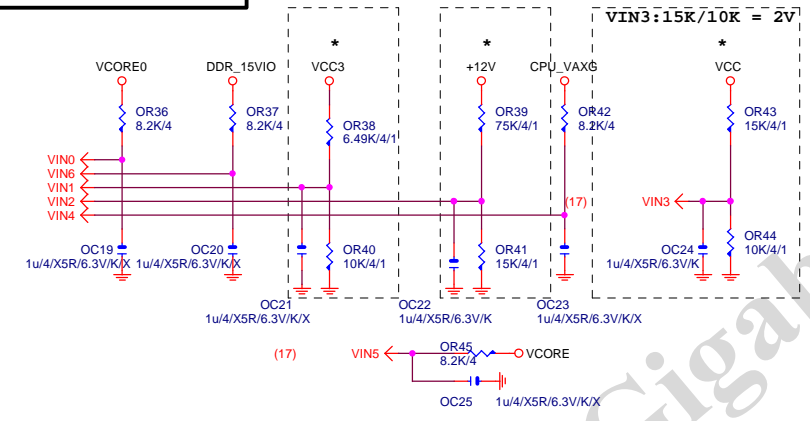 VIN3:15K/10K = 2V
*
*
*
VCORE0
DDR_15VIO
VCC3
+12V
CPU_VAXG
VCC
OR36
8.2K/4
OR37
8.2K/4
OR38
6.49K/4/1
OR39
75K/4/1
OR42
8.2K/4
OR43
15K/4/1
VIN0
VIN6
VIN1
VIN2
VIN4
(17)
VIN3
OC19
1u/4/X5R/6.3V/K/X
OC20
1u/4/X5R/6.3V/K/X
OR40
10K/4/1
OR41
15K/4/1
OC24
1u/4/X5R/6.3V/K
OR44
10K/4/1
OC21
1u/4/X5R/6.3V/K/X
OC22
1u/4/X5R/6.3V/K
OC23
1u/4/X5R/6.3V/K/X
(17)
VIN5
OR45
8.2K/4
VCORE
OC25
1u/4/X5R/6.3V/K/X
Gigab